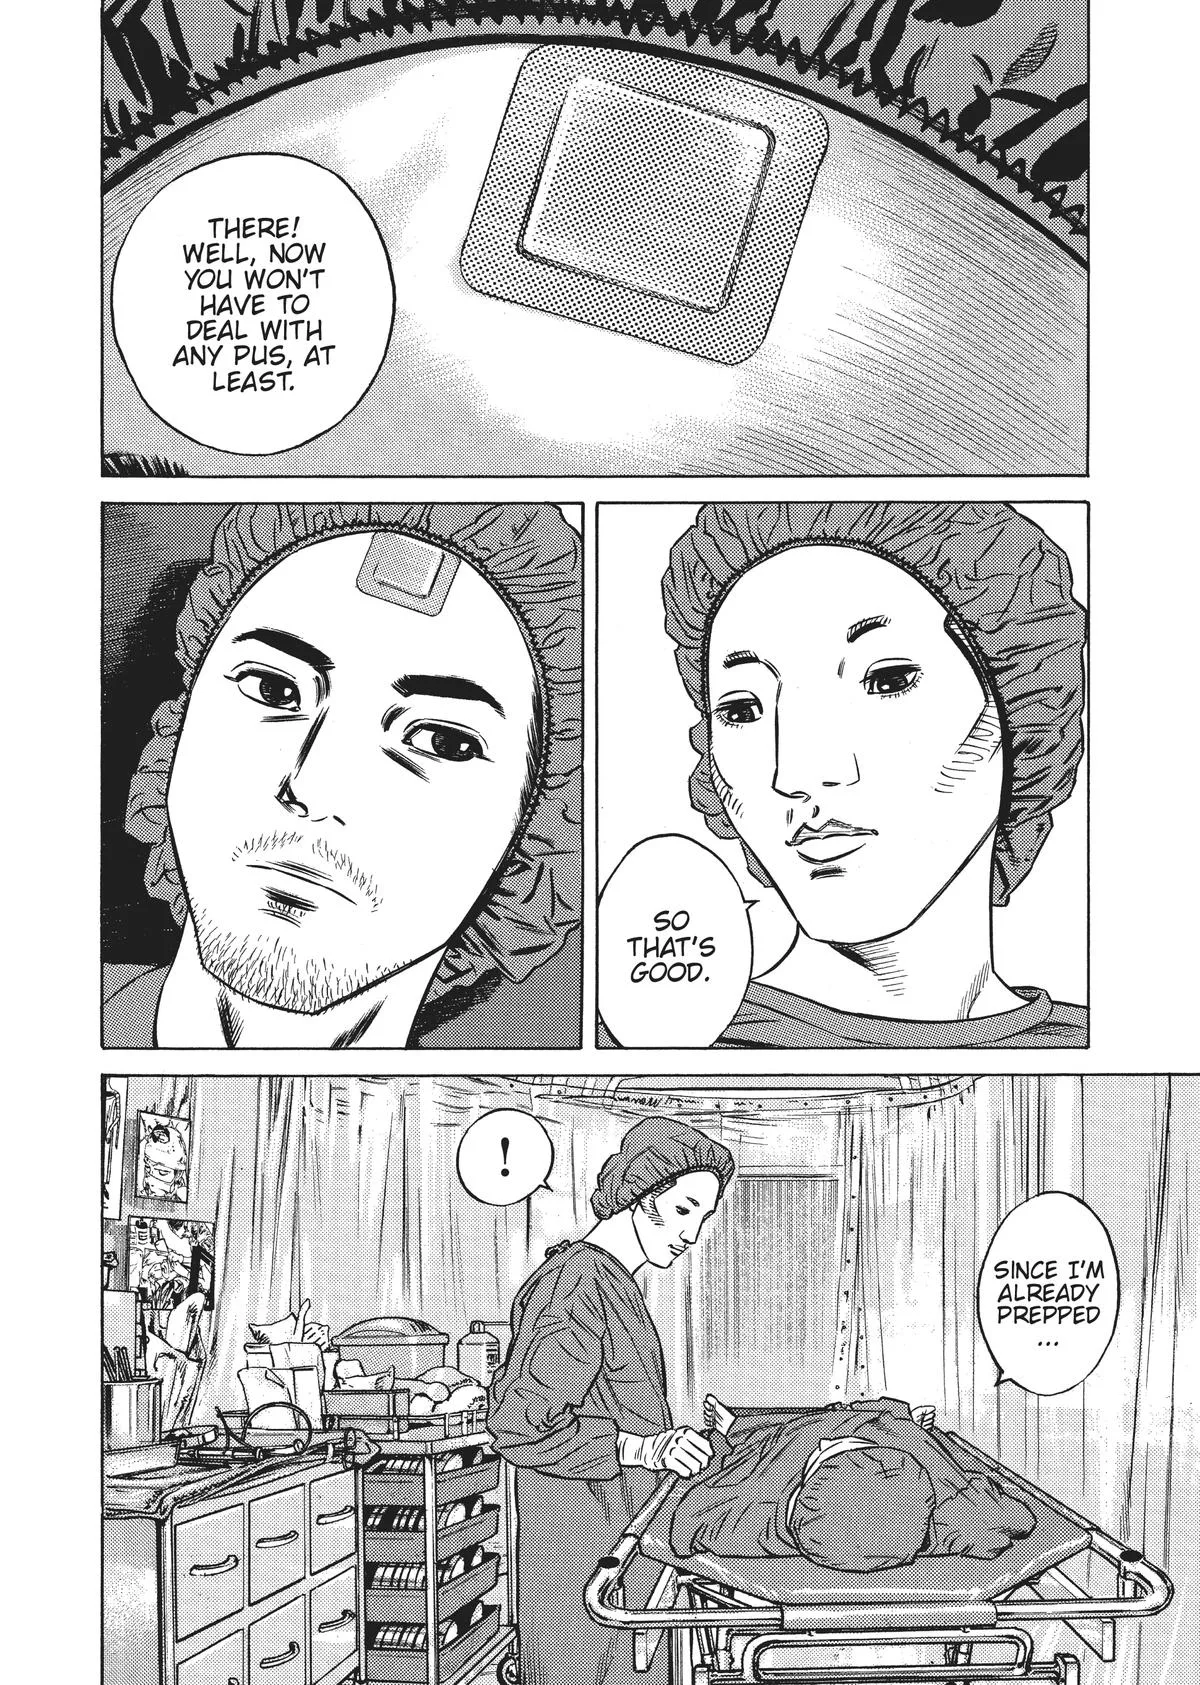 THERE!
WELL, NOW
YOU WON'T
HAVE TO
DEAL WITH
ANY PUS, AT
LEAST.
SO
THAT'S
GOOD.
!
SINCE I'M
ALREADY
PREPPED
...